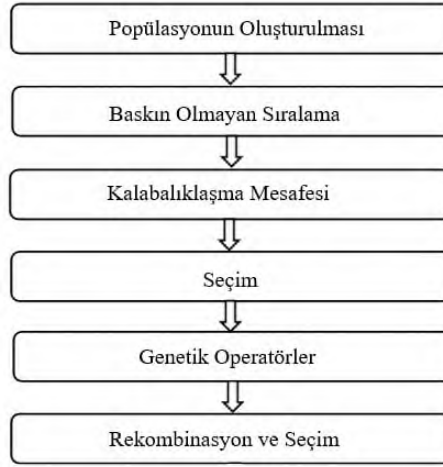 Popülasyonun Oluşturulması
Baskın Olmayan Sıralama
Kalabalıklaşma Mesafesi
Seçim
Genetik Operatörler
Rekombinasyon ve Seçim